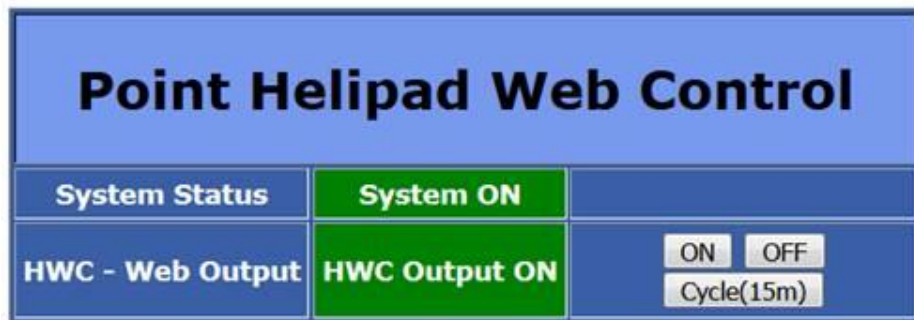 Point Helipad Web Control
System Status System ON
HWC - Web Output HWC Output ON ON OFF
Cycle(15m)